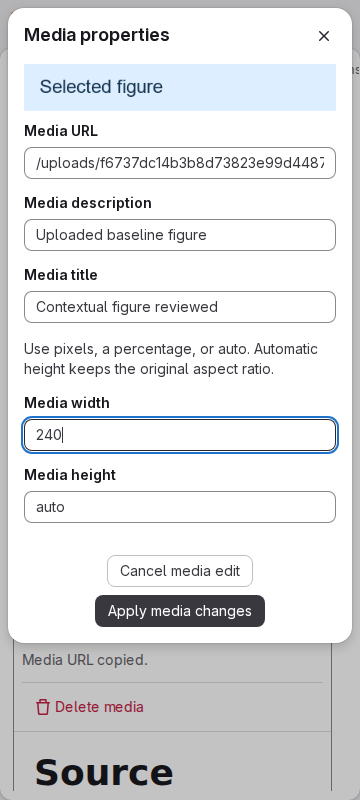 Media properties
Selected figure
Media URL
/uploads/f6737dc14b3b8d73823e99d4487
Media description
Uploaded baseline figure
Media title
Contextual figure reviewed
Use pixels, a percentage, or auto. Automatic
height keeps the original aspect ratio.
Media width
240
Media height
auto
Cancel media edit
Apply media changes
Media URL copied.
Delete media
Source